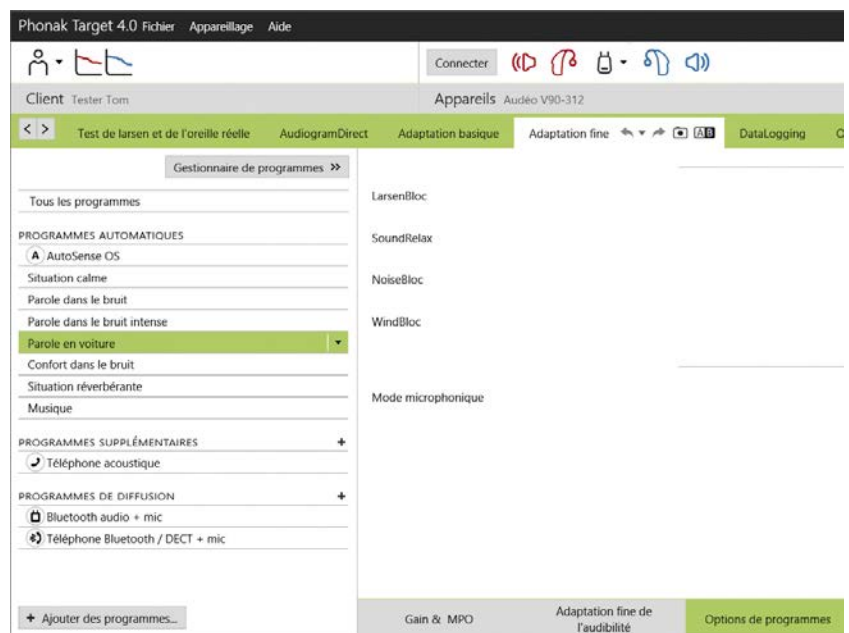 Phonak Target 4.0 Fichier Appareillage Aide
Connecter
Client Tester Tom
Appareils Audéo V90-312
< >
Test de larsen et de l'oreille réelle
AudiogramDirect
Adaptation basique
Adaptation fine
AB
DataLogging
Gestionnaire de programmes »
Tous les programmes
PROGRAMMES AUTOMATIQUES
A AutoSense OS
Situation calme
Parole dans le bruit
Parole dans le bruit intense
Parole en voiture
Confort dans le bruit
Situation réverbérante
Musique
PROGRAMMES SUPPLÉMENTAIRES +
Téléphone acoustique
PROGRAMMES DE DIFFUSION +
Bluetooth audio + mic
Téléphone Bluetooth / DECT + mic
+ Ajouter des programmes...
LarsenBloc
SoundRelax
NoiseBloc
WindBloc
Mode microphonique
Gain & MPO
Adaptation fine de
l'audibilité
Options de programmes